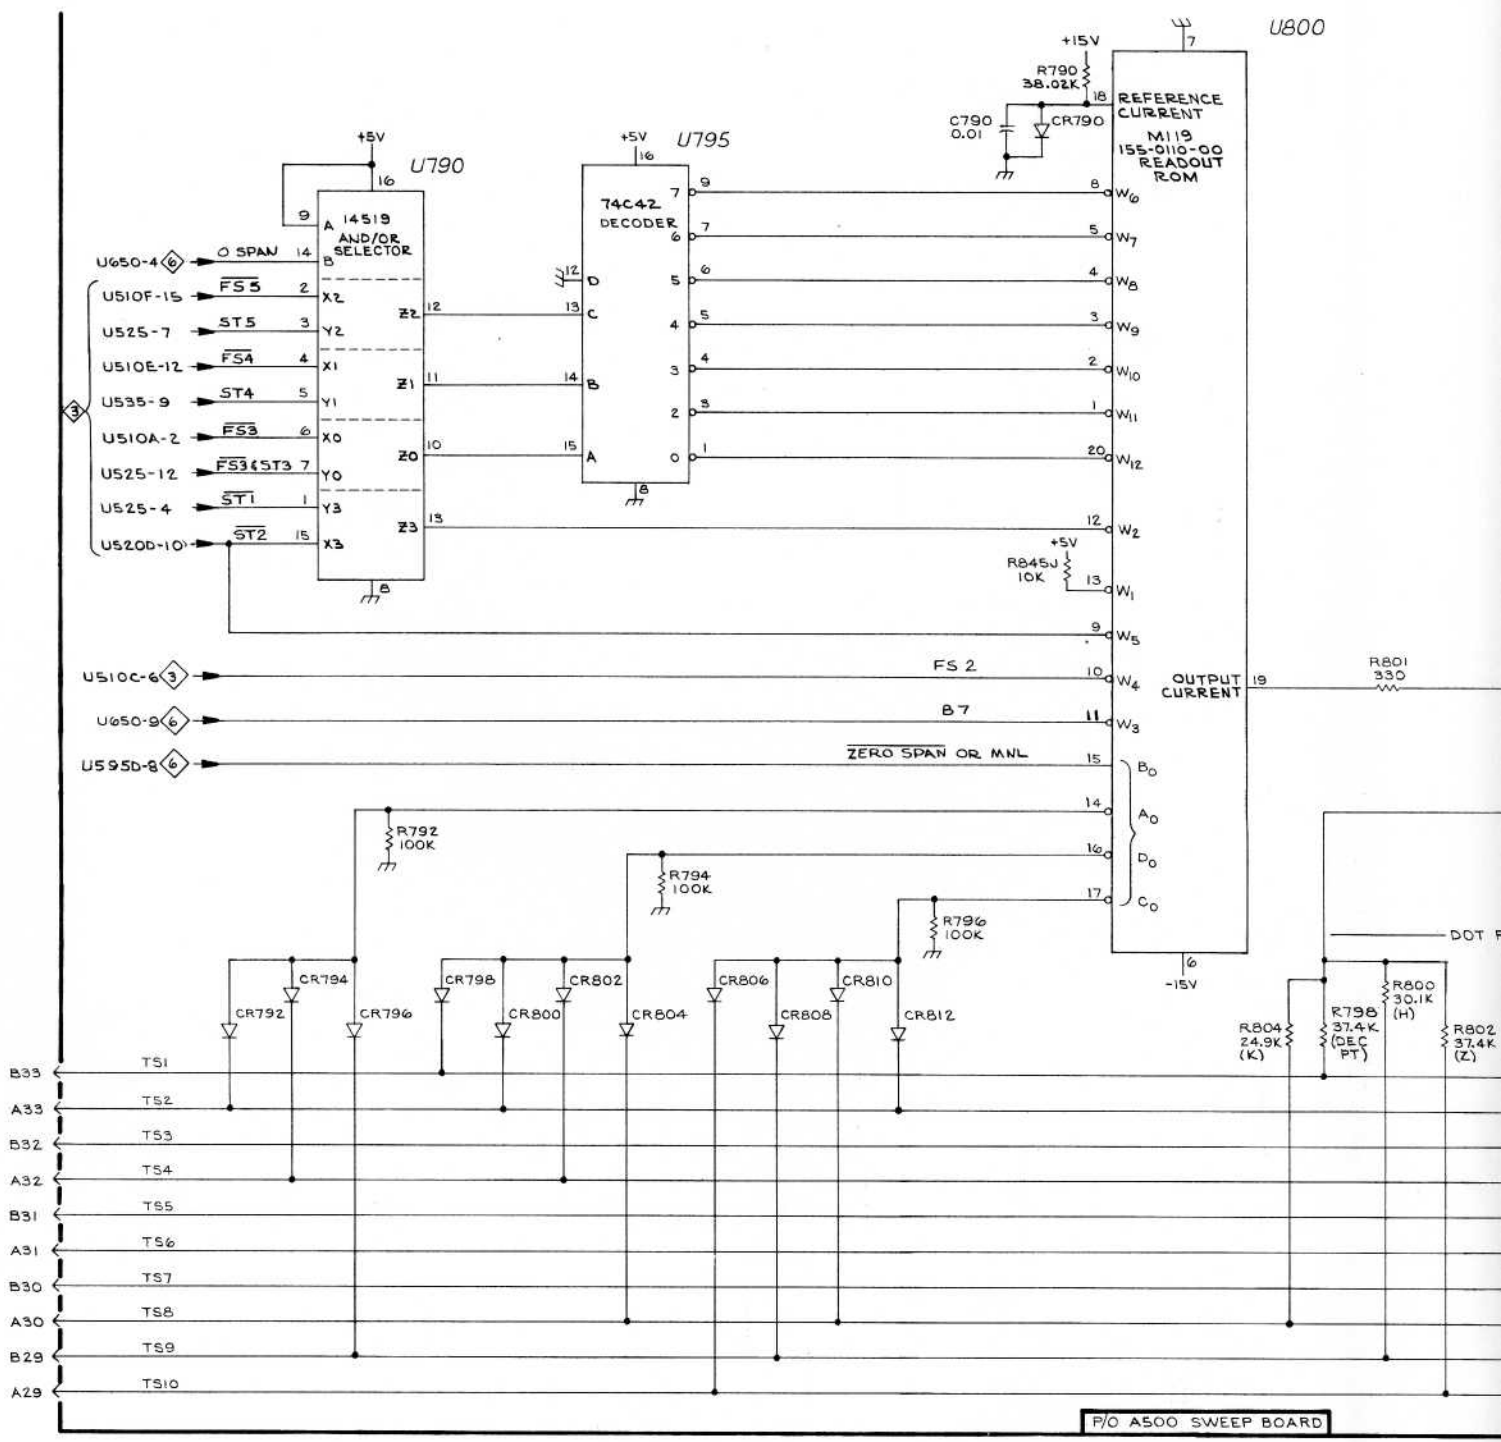 U800
7
+15V
R790
38.02K
18
REFERENCE
CURRENT
C790
0.01
CR790
M119
155-0110-00
READOUT
ROM
+5V
U790
16
+5V
U795
16
9 A
14519
AND/OR
SELECTOR
74C42
DECODER
U650-4 6 O SPAN 14 B
U510F-15 FS5 2 X2
U525-7 ST5 3 Y2
U510E-12 FS4 4 X1
U535-9 ST4 5 Y1
3
U510A-2 FS3 6 X0
U525-12 FS3&ST3 7 Y0
U525-4 ST1 1 Y3
U520D-10 ST2 15 X3
Z2 12
Z1 11
Z0 10
Z3 13
8
12 D
13 C
14 B
15 A
8
7 9
6 7
5 6
4 5
3 4
2 3
0 1
8 W6
5 W7
4 W8
3 W9
2 W10
1 W11
20 W12
12 W2
+5V
R845J
10K
13 W1
9 W5
U510C-6 3 FS 2 10 W4
U650-9 6 B7 11 W3
U595D-8 6 ZERO SPAN OR MNL 15 B0
OUTPUT
CURRENT
19
R801
330
14 A0
R792
100K
16 D0
R794
100K
17 C0
R796
100K
6
-15V
DOT
CR792
CR794
CR796
CR798
CR800
CR802
CR804
CR806
CR808
CR810
CR812
R804
24.9K
(K)
R798
37.4K
(DEC
PT)
R800
30.1K
(H)
R802
37.4K
(Z)
B33 TS1
A33 TS2
B32 TS3
A32 TS4
B31 TS5
A31 TS6
B30 TS7
A30 TS8
B29 TS9
A29 TS10
P/O A500 SWEEP BOARD